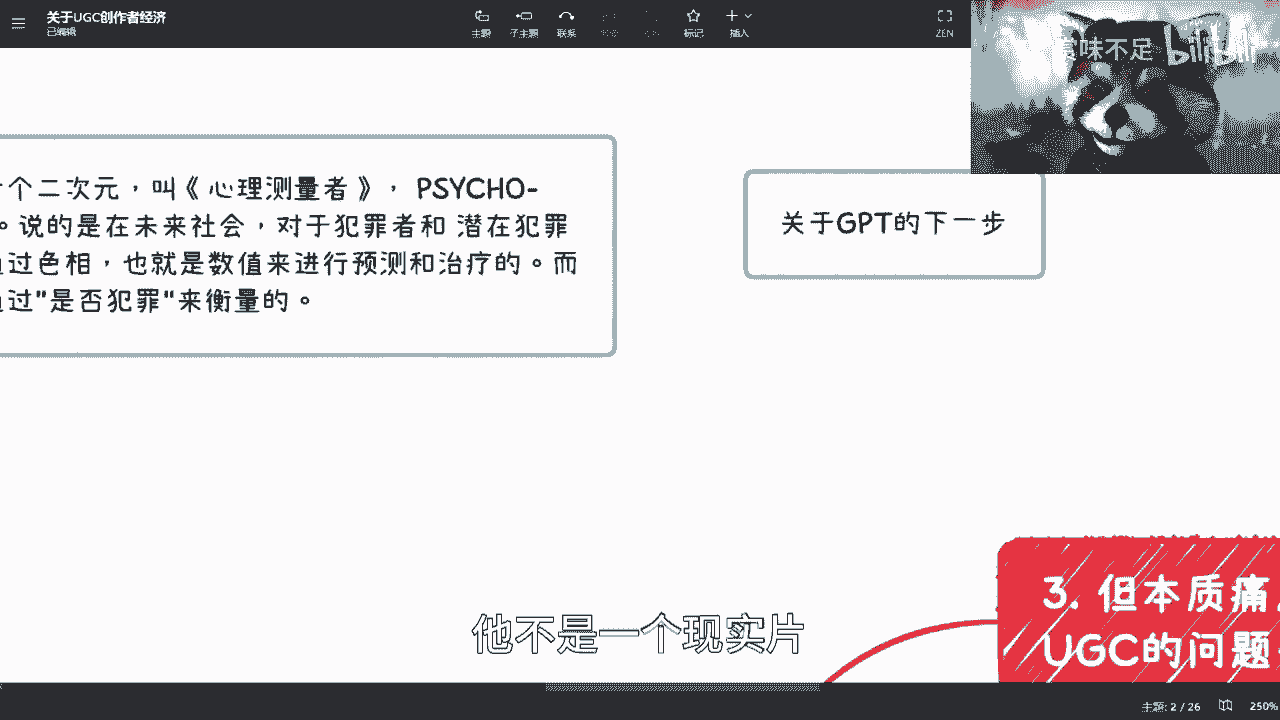 关于UGC创作者经济
已编辑
主题
子主题
联系
标记
插入
ZEN
赏味不足 bilibili
个二次元，叫《心理测量者》， PSYCHO-
。说的是在未来社会，对于犯罪者和 潜在犯罪
过色相，也就是数值来进行预测和治疗的。而
过"是否犯罪"来衡量的。
关于GPT的下一步
3. 但本质痛
UGC的问题
他不是一个现实片
主题: 2 / 26
250%